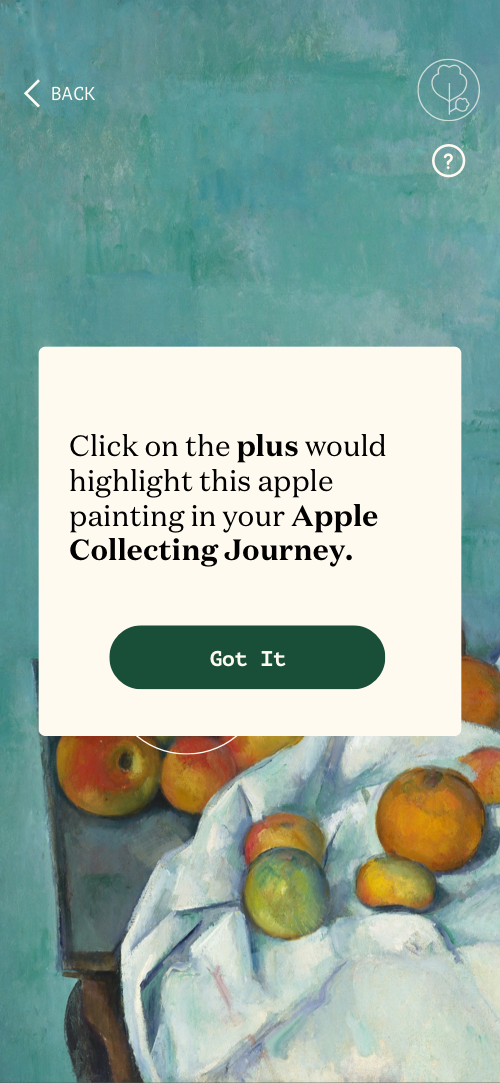 BACK
?
Click on the plus would
highlight this apple
painting in your Apple
Collecting Journey.
Got It